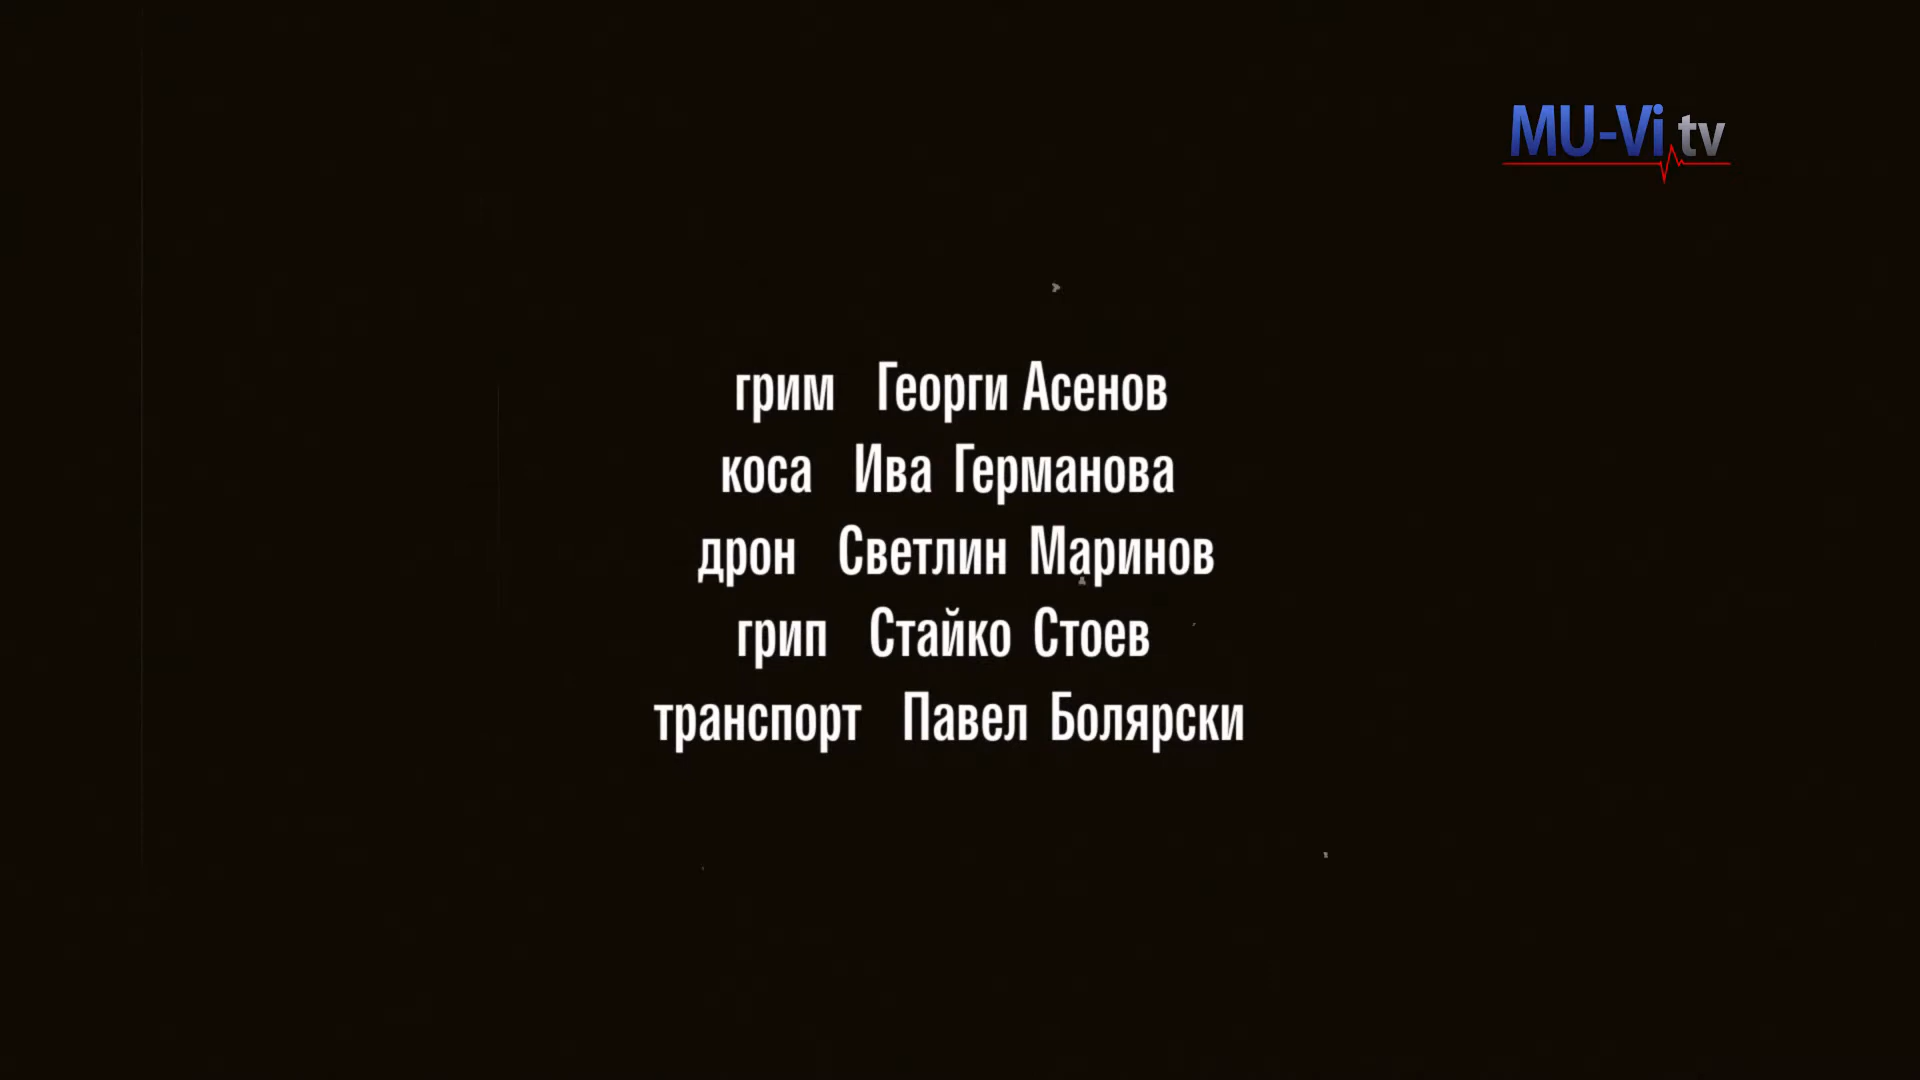 MU-Vi.tv
грим Георги Асенов
коса Ива Германова
дрон Светлин Маринов
грип Стайко Стоев
транспорт Павел Болярски